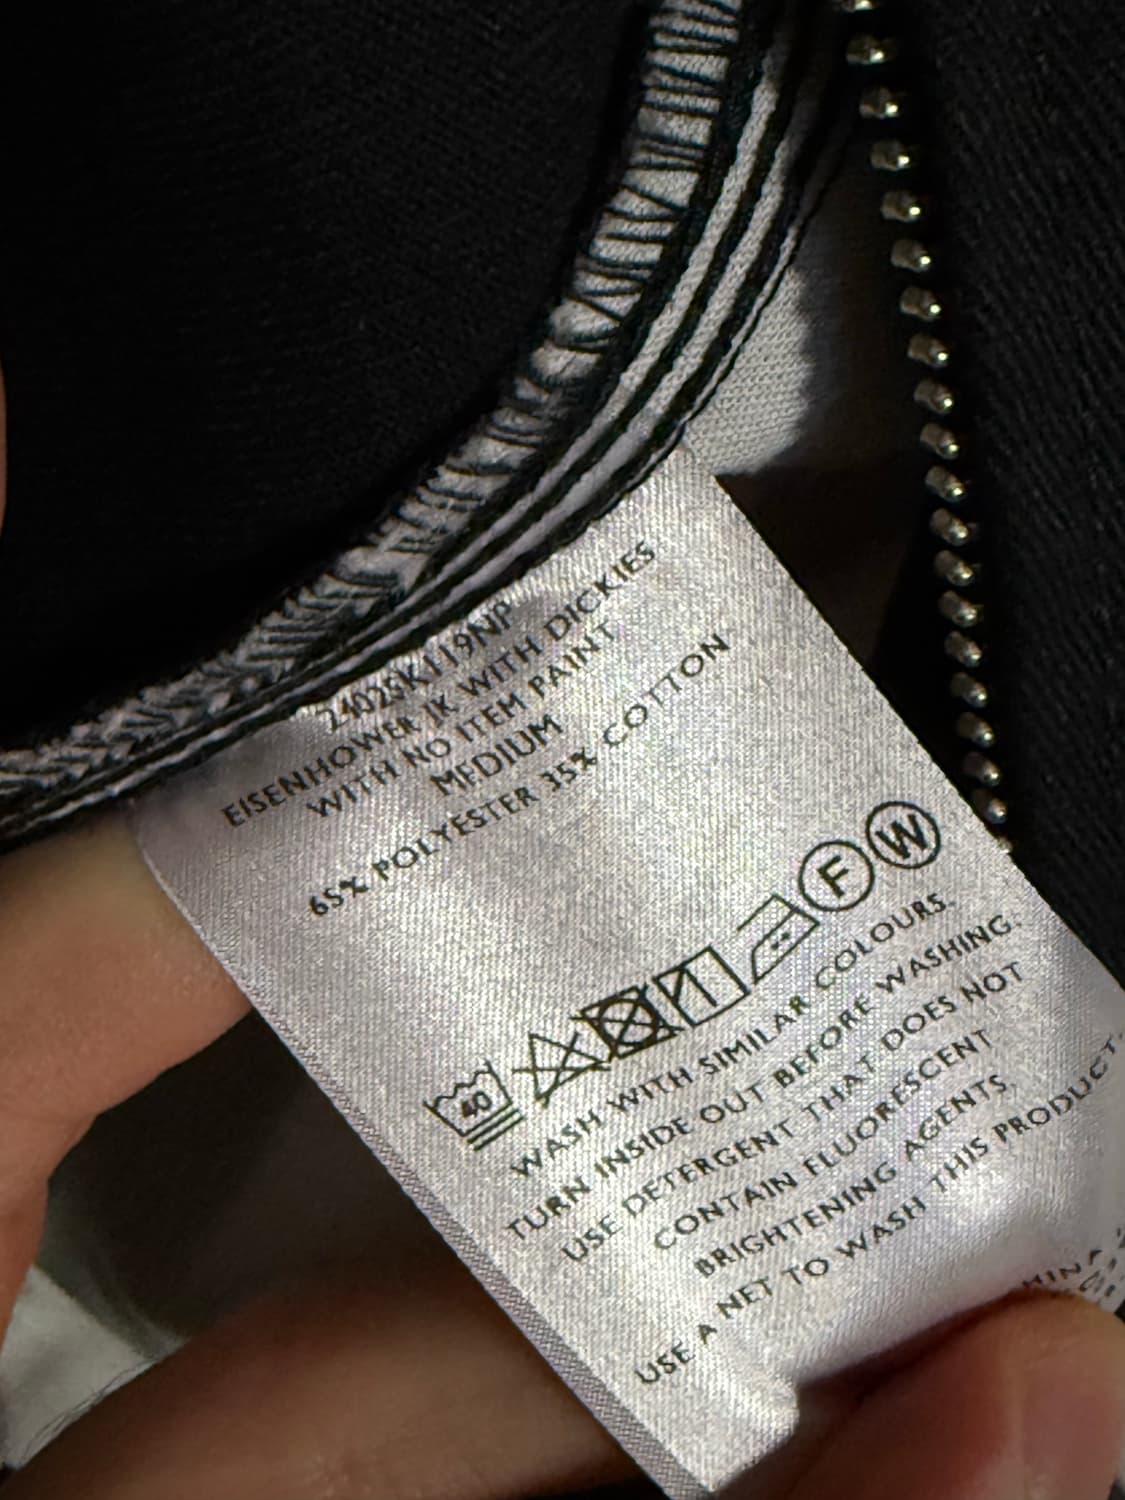 24025K119NP
EISENHOWER JK WITH DICKIES
WITH NO ITEM PAINT
MEDIUM
65% POLYESTER 35% COTTON
40
F W
WASH WITH SIMILAR COLOURS.
TURN INSIDE OUT BEFORE WASHING.
USE DETERGENT THAT DOES NOT
CONTAIN FLUORESCENT
BRIGHTENING AGENTS.
USE A NET TO WASH THIS PRODUCT.